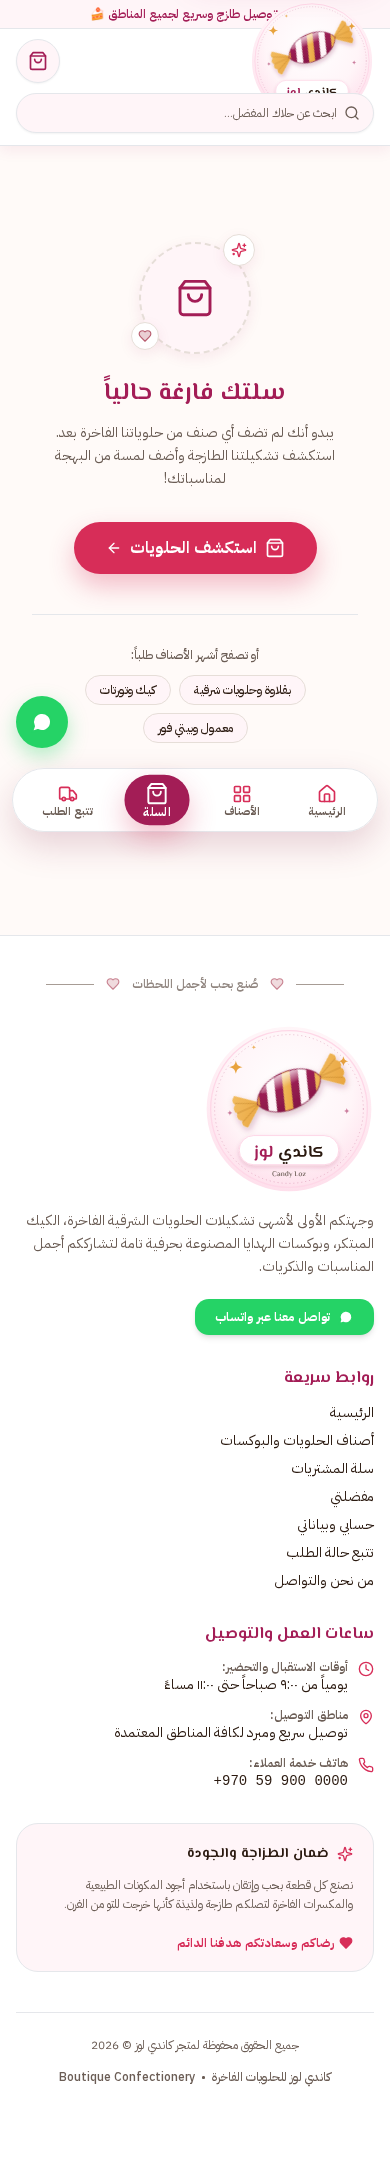 توصيل طازج وسريع لجميع المناطق
كاندي لوز
ابحث عن حلاك المفضل...
سلتك فارغة حالياً
يبدو أنك لم تضف أي صنف من حلوياتنا الفاخرة بعد.
استكشف تشكيلتنا الطازجة وأضف لمسة من البهجة
لمناسباتك!
استكشف الحلويات
أو تصفح أشهر الأصناف طلباً:
بقلاوة وحلويات شرقية
كيك وتورتات
معمول وبيتي فور
الرئيسية
الأصناف
السلة
تتبع الطلب
صُنع بحب لأجمل اللحظات
كاندي لوز
Candy Loz
وجهتكم الأولى لأشهى تشكيلات الحلويات الشرقية الفاخرة، الكيك
المبتكر، وبوكسات الهدايا المصنوعة بحرفية تامة لتشارككم أجمل
المناسبات والذكريات.
تواصل معنا عبر واتساب
روابط سريعة
الرئيسية
أصناف الحلويات والبوكسات
سلة المشتريات
مفضلتي
حسابي وبياناتي
تتبع حالة الطلب
من نحن والتواصل
ساعات العمل والتوصيل
أوقات الاستقبال والتحضير:
يومياً من ٩:٠٠ صباحاً حتى ١١:٠٠ مساءً
مناطق التوصيل:
توصيل سريع ومبرد لكافة المناطق المعتمدة
هاتف خدمة العملاء:
+970 59 900 0000
ضمان الطزاجة والجودة
نصنع كل قطعة بحب وإتقان باستخدام أجود المكونات الطبيعية
والمكسرات الفاخرة لتصلكم طازجة ولذيذة كأنها خرجت للتو من الفرن.
رضاكم وسعادتكم هدفنا الدائم
جميع الحقوق محفوظة لمتجر كاندي لوز © 2026
كاندي لوز للحلويات الفاخرة • Boutique Confectionery